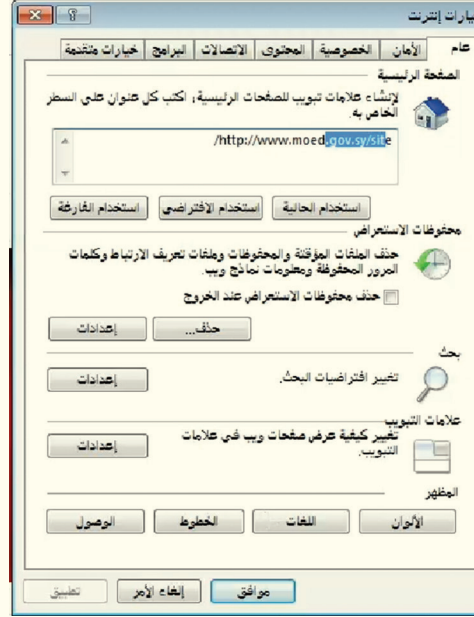 خيارات إنترنت
عام الأمان الخصوصية المحتوى الاتصالات البرامج خيارات متقدمة
الصفحة الرئيسية
لإنشاء علامات تبويب للصفحات الرئيسية، اكتب كل عنوان على السطر
الخاص به.
http://www.moed.gov.sy/site/
استخدام الحالية استخدام الافتراضي استخدام الفارغة
محفوظات الاستعراض
حذف الملفات المؤقتة والمحفوظات وملفات تعريف الارتباط وكلمات
المرور المحفوظة ومعلومات نماذج ويب.
حذف محفوظات الاستعراض عند الخروج
حذف... إعدادات
بحث
تغيير افتراضيات البحث. إعدادات
علامات التبويب
تغيير كيفية عرض صفحات ويب في علامات
التبويب. إعدادات
المظهر
الألوان اللغات الخطوط الوصول
موافق إلغاء الأمر تطبيق